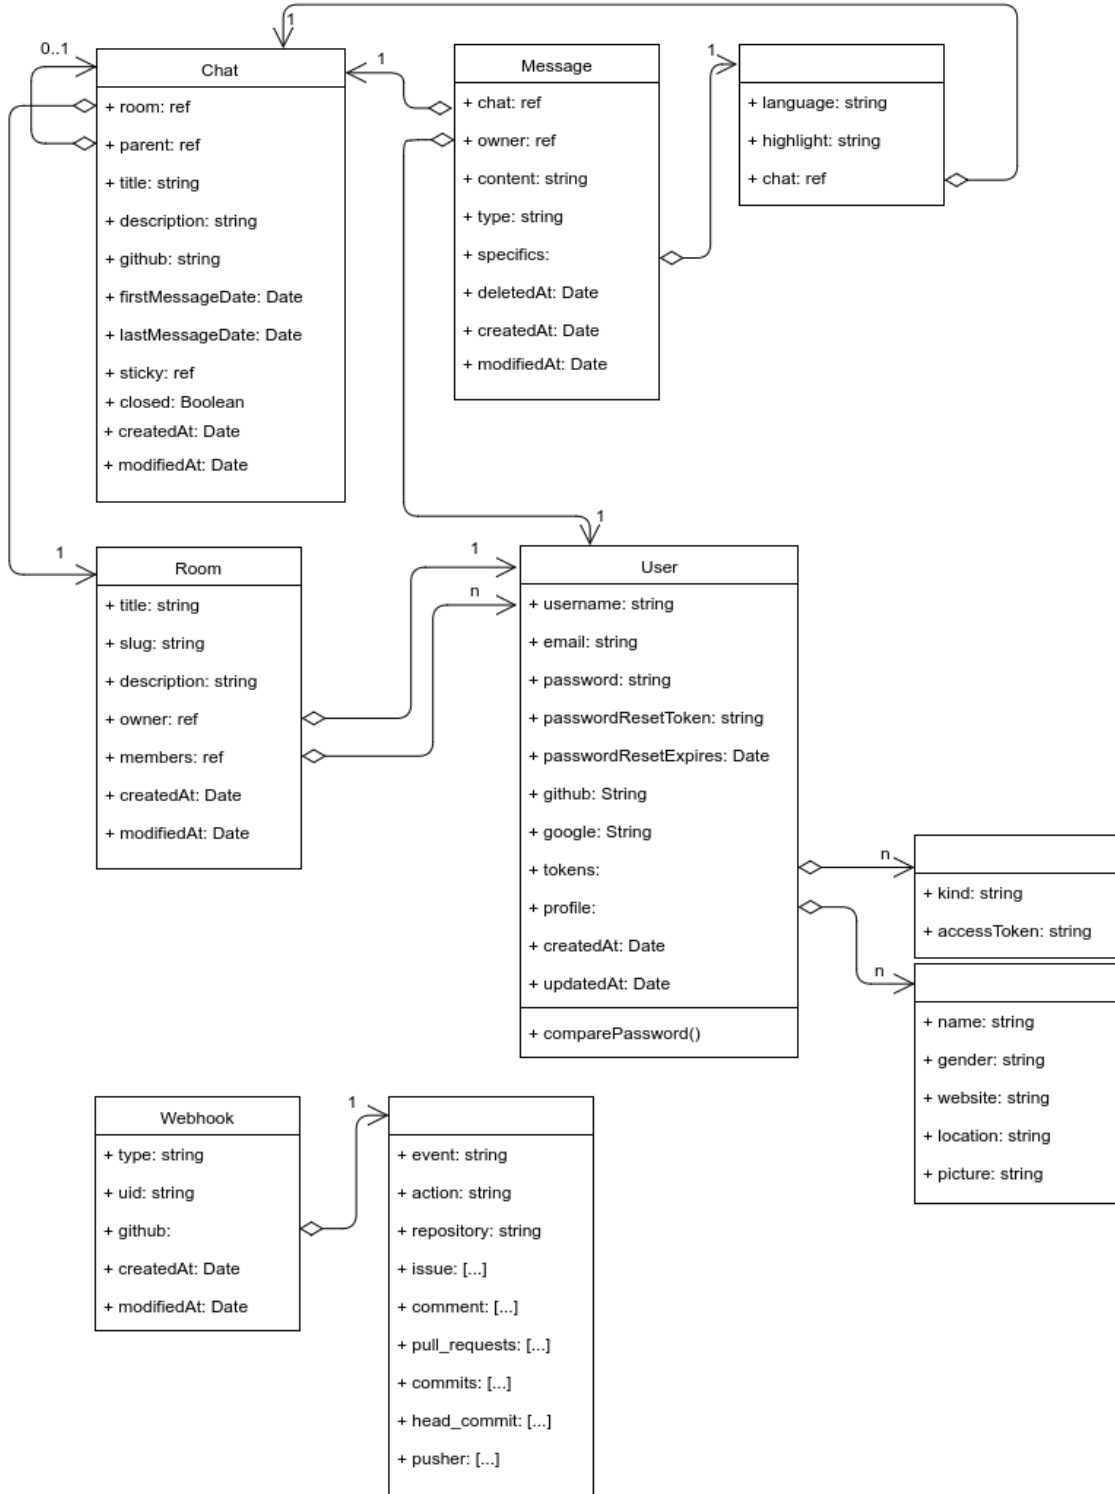 1
0..1
Chat
+ room: ref
+ parent: ref
+ title: string
+ description: string
+ github: string
+ firstMessageDate: Date
+ lastMessageDate: Date
+ sticky: ref
+ closed: Boolean
+ createdAt: Date
+ modifiedAt: Date
1
Message
+ chat: ref
+ owner: ref
+ content: string
+ type: string
+ specifics:
+ deletedAt: Date
+ createdAt: Date
+ modifiedAt: Date
1
+ language: string
+ highlight: string
+ chat: ref
1
1
Room
+ title: string
+ slug: string
+ description: string
+ owner: ref
+ members: ref
+ createdAt: Date
+ modifiedAt: Date
1
n
User
+ username: string
+ email: string
+ password: string
+ passwordResetToken: string
+ passwordResetExpires: Date
+ github: String
+ google: String
+ tokens:
+ profile:
+ createdAt: Date
+ updatedAt: Date
+ comparePassword()
n
+ kind: string
+ accessToken: string
n
+ name: string
+ gender: string
+ website: string
+ location: string
+ picture: string
Webhook
+ type: string
+ uid: string
+ github:
+ createdAt: Date
+ modifiedAt: Date
1
+ event: string
+ action: string
+ repository: string
+ issue: [...]
+ comment: [...]
+ pull_requests: [...]
+ commits: [...]
+ head_commit: [...]
+ pusher: [...]